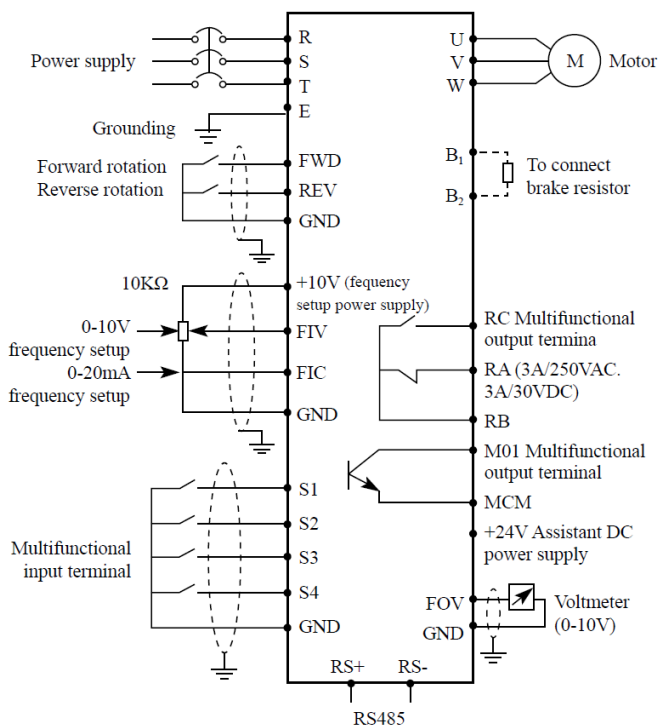 Power supply
R
S
T
E
Grounding
Forward rotation
Reverse rotation
FWD
REV
GND
10KΩ
+10V (fequency
setup power supply)
0-10V
frequency setup
FIV
0-20mA
frequency setup
FIC
GND
Multifunctional
input terminal
S1
S2
S3
S4
GND
U
V
W
M
Motor
B1
B2
To connect
brake resistor
RC Multifunctional
output termina
RA (3A/250VAC.
3A/30VDC)
RB
M01 Multifunctional
output terminal
MCM
+24V Assistant DC
power supply
FOV
GND
Voltmeter
(0-10V)
RS+
RS-
RS485